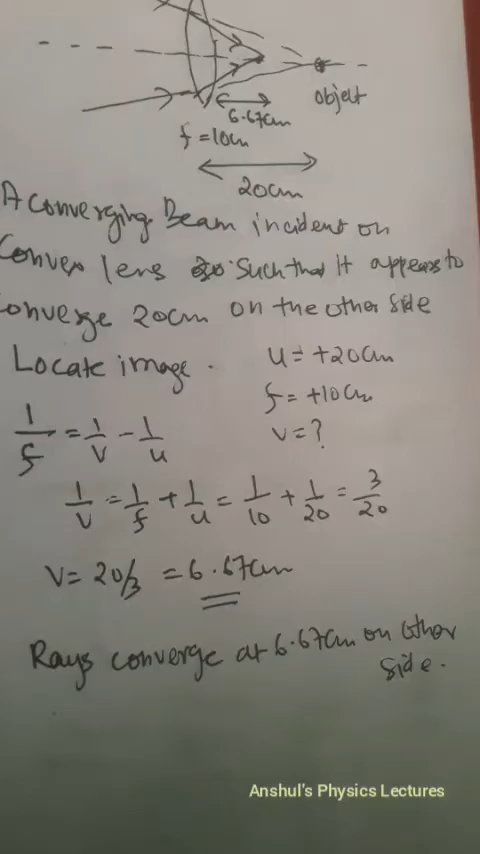 object
6.67cm
f=10cm
20cm
A converging Beam incident on
Convex lens such that It appears to
Converge 20cm on the other side
Locate image.
u=+20cm
f=+10cm
v=?
1/f = 1/v - 1/u
1/v = 1/f + 1/u = 1/10 + 1/20 = 3/20
v= 20/3 = 6.67cm
Rays converge at 6.67cm on other
side.
Anshul's Physics Lectures